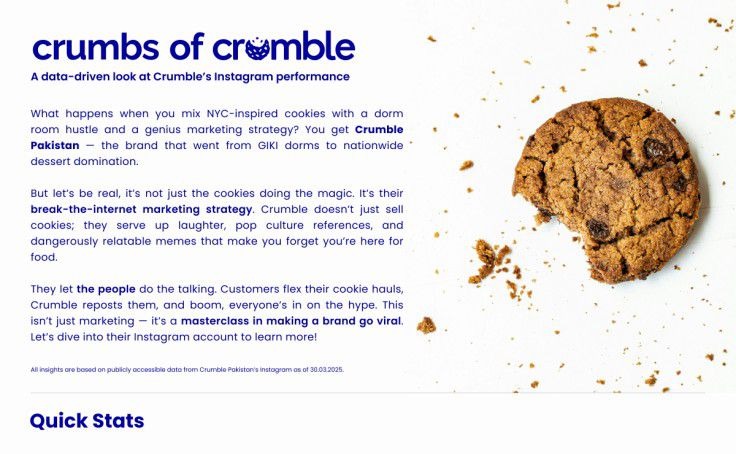 crumbs of crumble
A data-driven look at Crumble's Instagram performance
What happens when you mix NYC-inspired cookies with a dorm
room hustle and a genius marketing strategy? You get Crumble
Pakistan — the brand that went from GIKI dorms to nationwide
dessert domination.
But let's be real, it's not just the cookies doing the magic. It's their
break-the-internet marketing strategy. Crumble doesn't just sell
cookies; they serve up laughter, pop culture references, and
dangerously relatable memes that make you forget you're here for
food.
They let the people do the talking. Customers flex their cookie hauls,
Crumble reposts them, and boom, everyone's in on the hype. This
isn't just marketing — it's a masterclass in making a brand go viral.
Let's dive into their Instagram account to learn more!
All insights are based on publicly accessible data from Crumble Pakistan's Instagram as of 30.03.2025.
Quick Stats